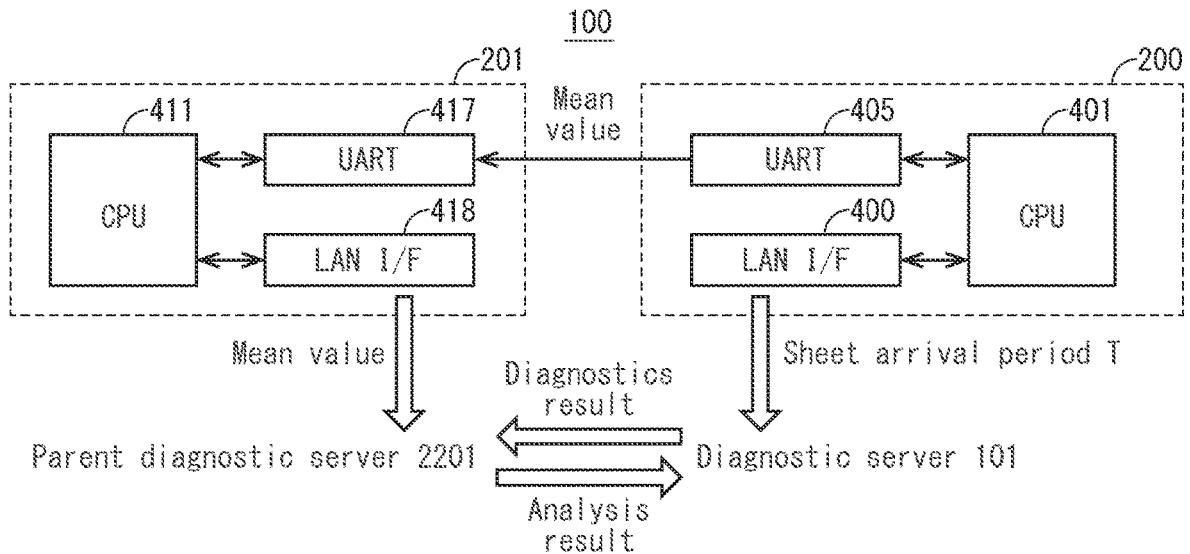 100
201
200
411
417
Mean
value
405
401
UART
UART
CPU
CPU
418
400
LAN I/F
LAN I/F
Mean value
Sheet arrival period T
Diagnostics
result
Parent diagnostic server 2201
Diagnostic server 101
Analysis
result